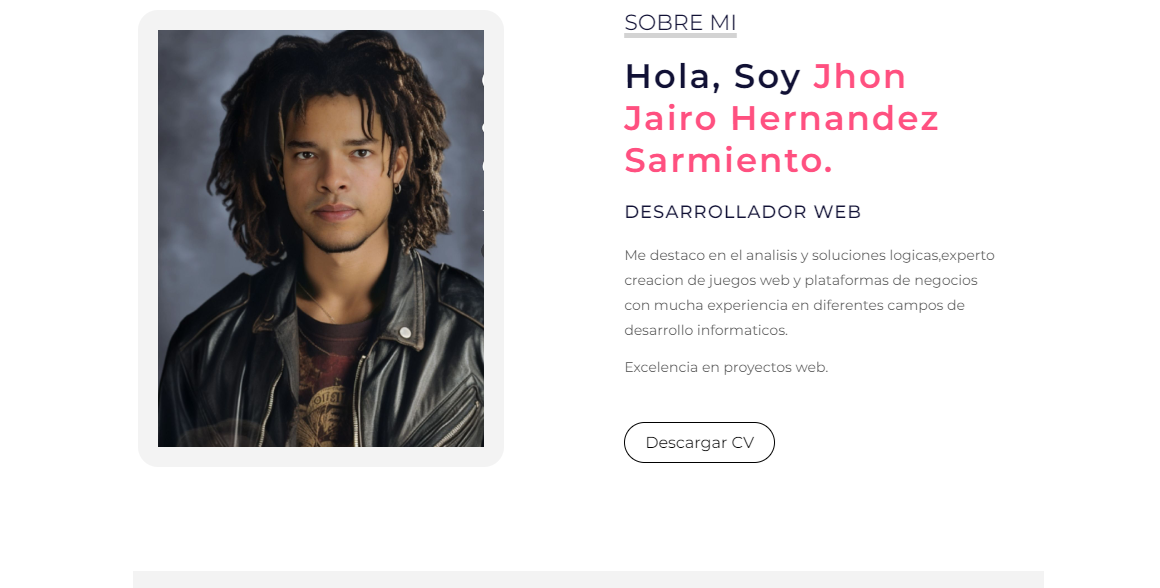 SOBRE MI
Hola, Soy Jhon
Jairo Hernandez
Sarmiento.
DESARROLLADOR WEB
Me destaco en el analisis y soluciones logicas,experto
creacion de juegos web y plataformas de negocios
con mucha experiencia en diferentes campos de
desarrollo informaticos.
Excelencia en proyectos web.
Descargar CV